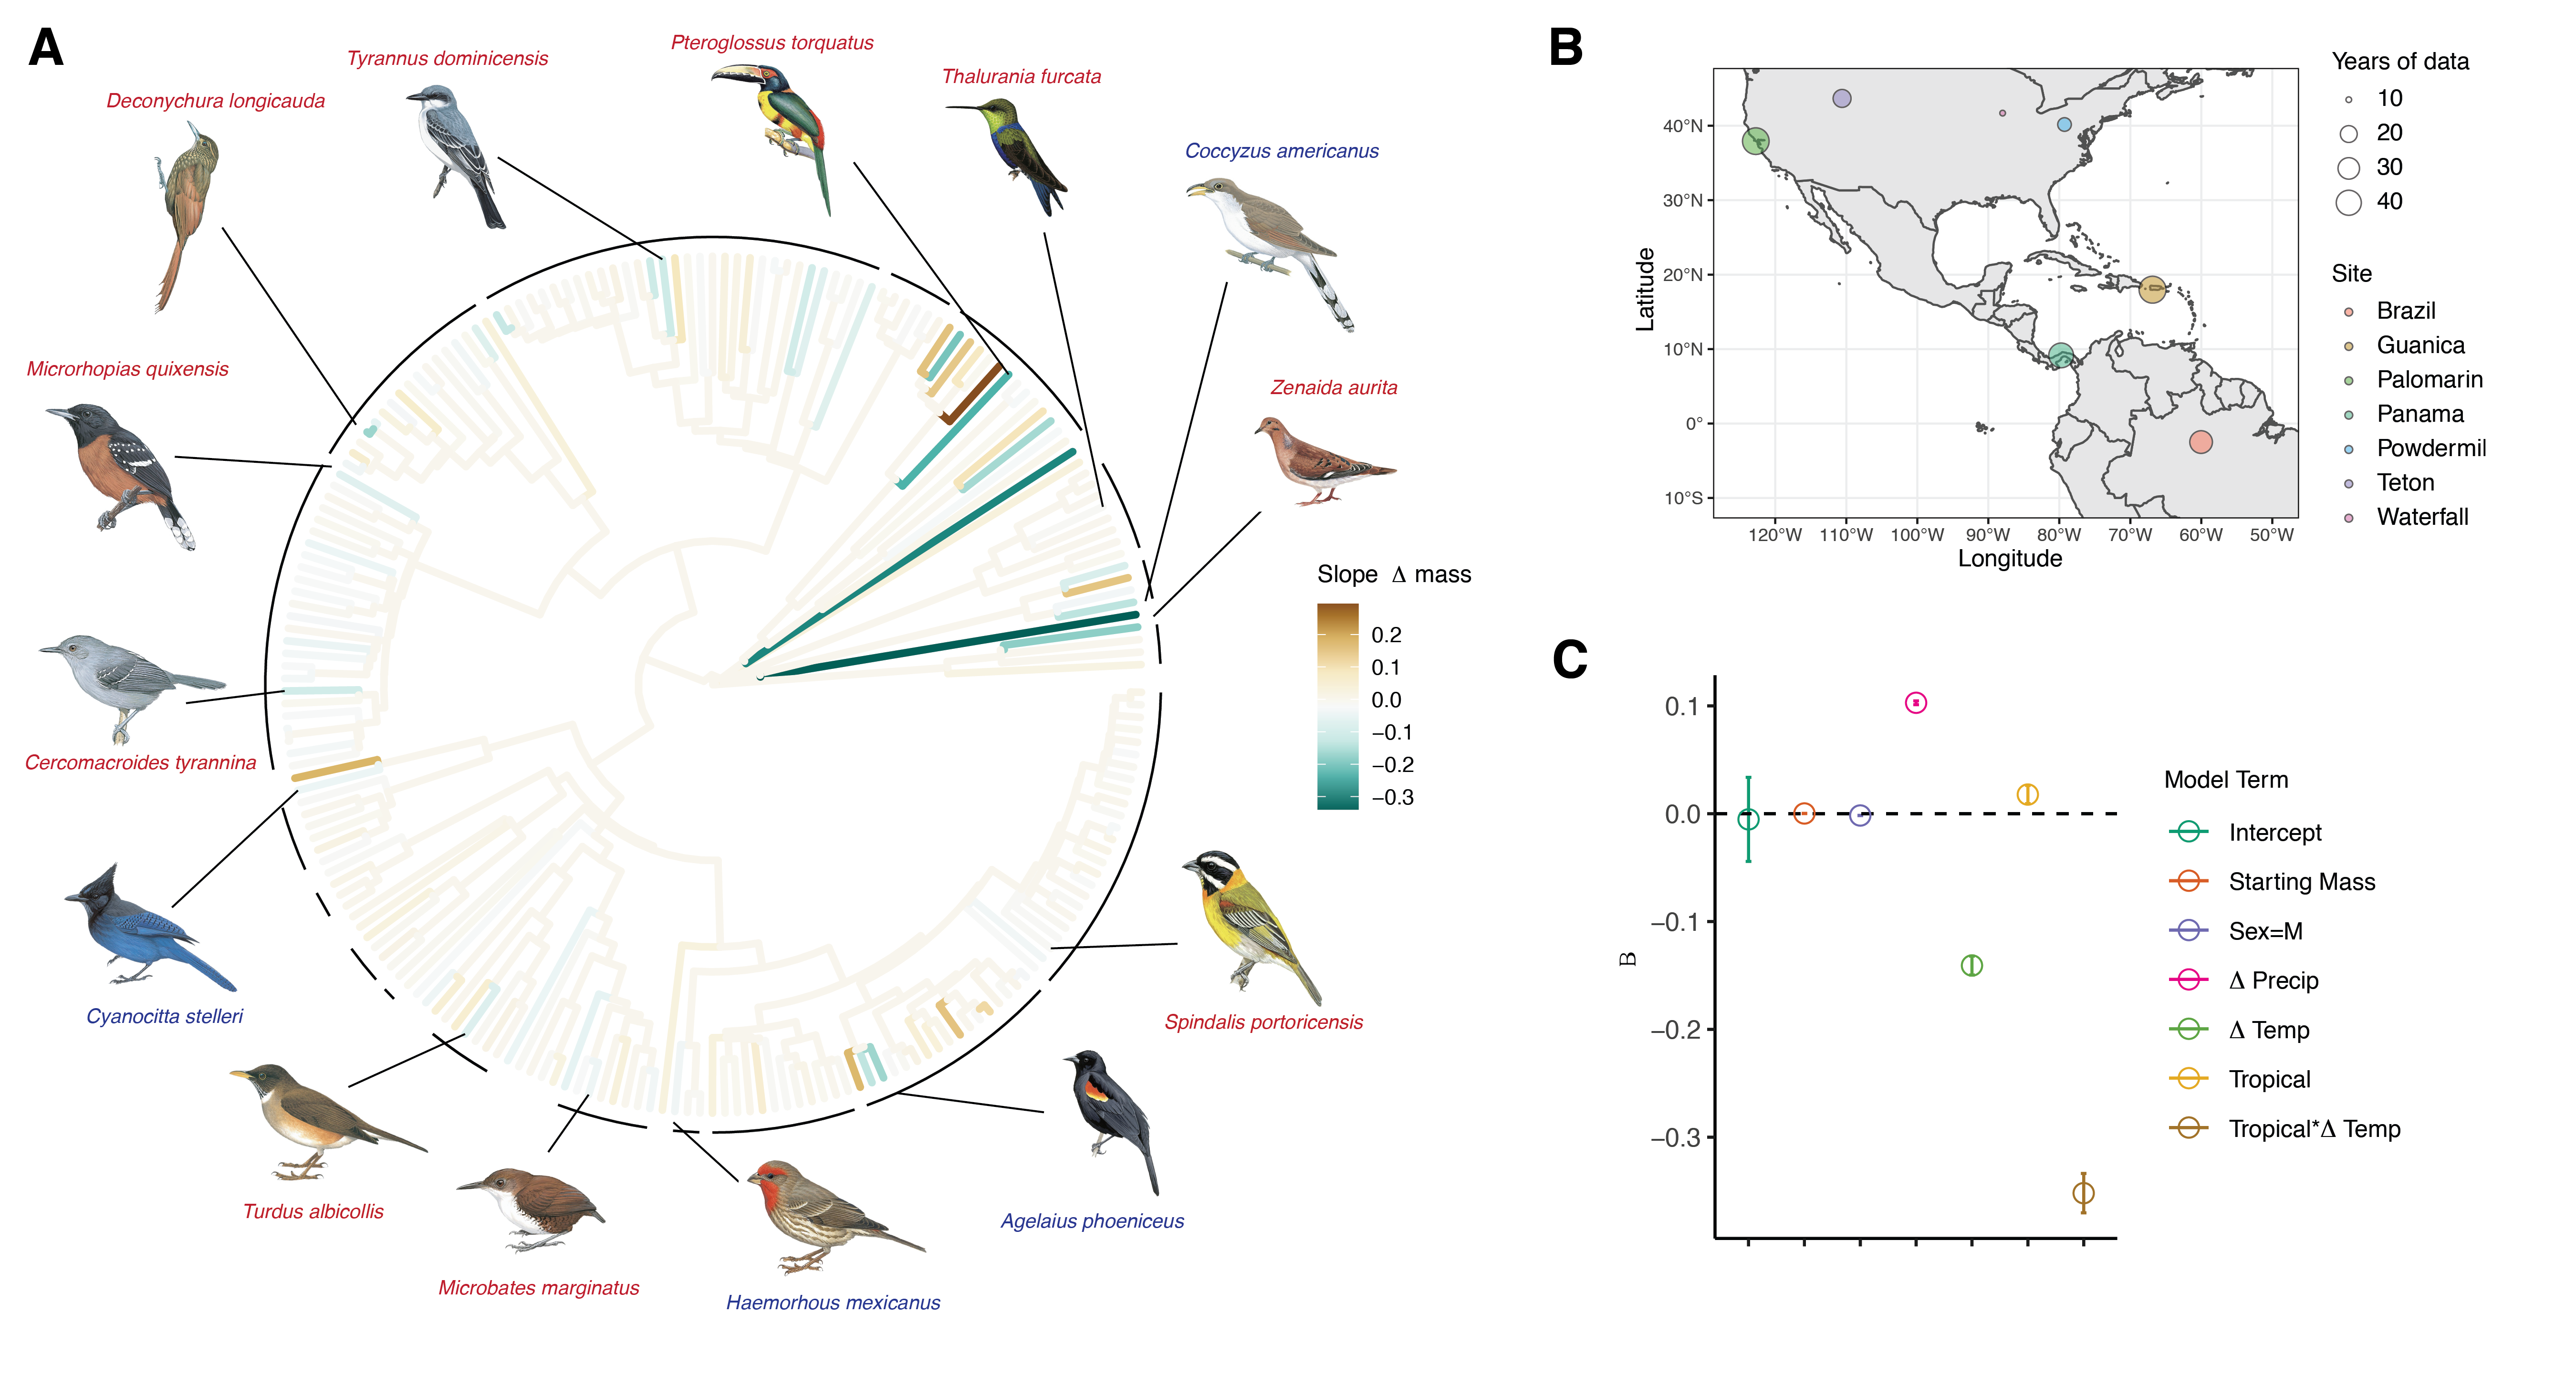 A
Deconychura longicauda
Tyrannus dominicensis
Pteroglossus torquatus
Thalurania furcata
Coccyzus americanus
Zenaida aurita
Microrhopias quixensis
Cercomacroides tyrannina
Cyanocitta stelleri
Turdus albicollis
Microbates marginatus
Haemorhous mexicanus
Agelaius phoeniceus
Spindalis portoricensis
Slope Δ mass
0.2
0.1
0.0
−0.1
−0.2
−0.3
B
Latitude
40°N
30°N
20°N
10°N
0°
10°S
120°W 110°W 100°W 90°W 80°W 70°W 60°W 50°W
Longitude
Years of data
10
20
30
40
Site
Brazil
Guanica
Palomarin
Panama
Powdermil
Teton
Waterfall
C
B
0.1
0.0
−0.1
−0.2
−0.3
Model Term
Intercept
Starting Mass
Sex=M
Δ Precip
Δ Temp
Tropical
Tropical*Δ Temp